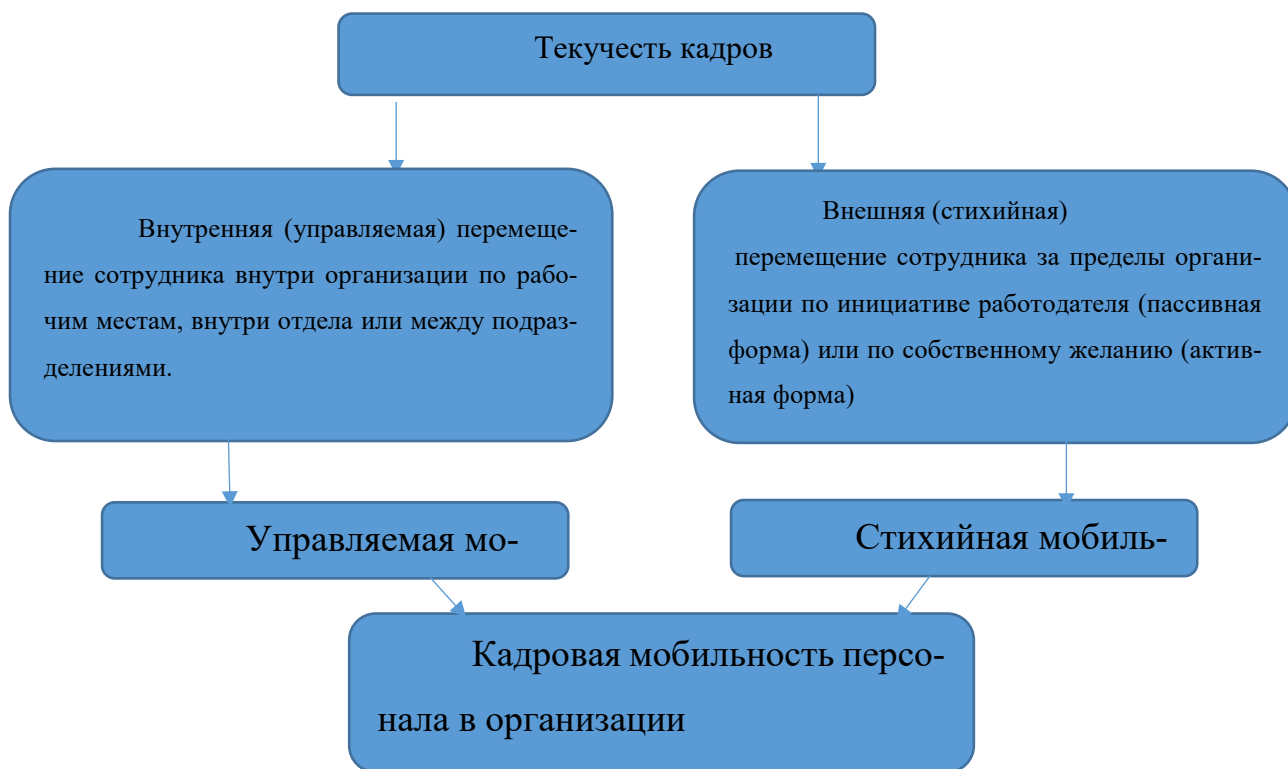 Текучесть кадров
Внутренняя (управляемая) перемеще-
ние сотрудника внутри организации по рабо-
чим местам, внутри отдела или между подраз-
делениями.
Внешняя (стихийная)
перемещение сотрудника за пределы органи-
зации по инициативе работодателя (пассивная
форма) или по собственному желанию (актив-
ная форма)
Управляемая мо-
Стихийная мобиль-
Кадровая мобильность персо-
нала в организации